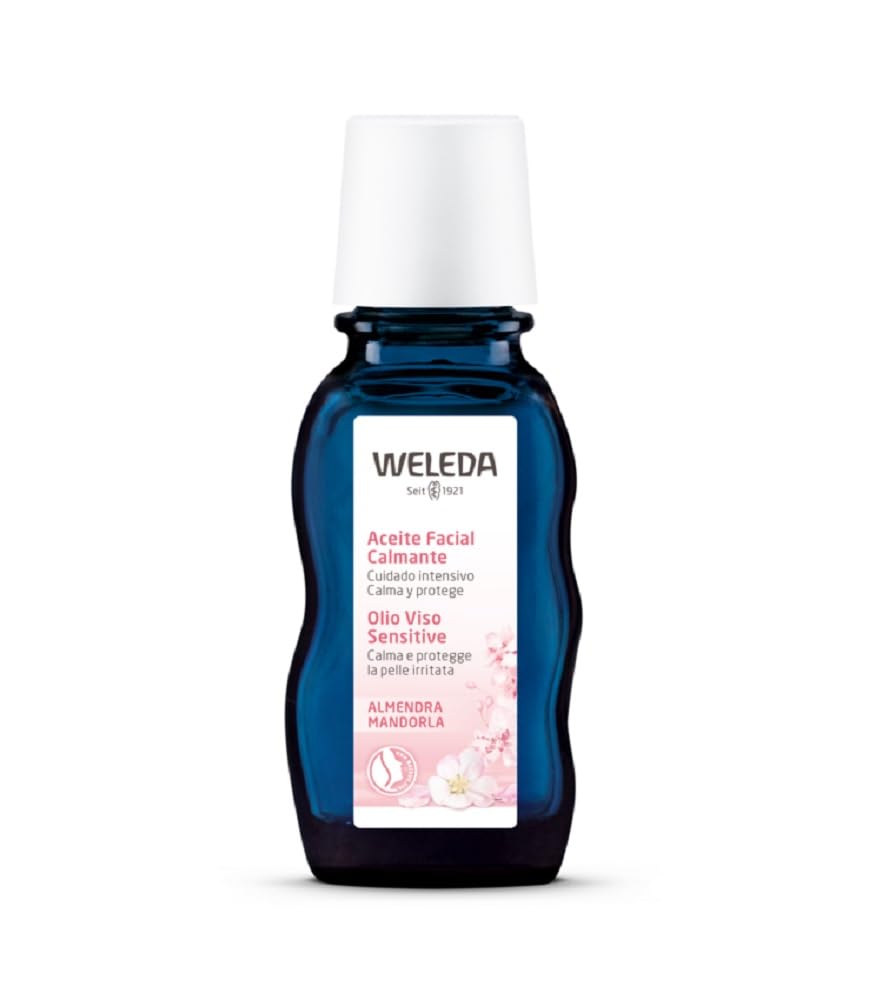 WELEDA
Seit 1921
Aceite Facial
Calmante
Cuidado intensivo
Calma y protege
Olio Viso
Sensitive
Calma e protegge
la pelle irritata
ALMENDRA
MANDORLA